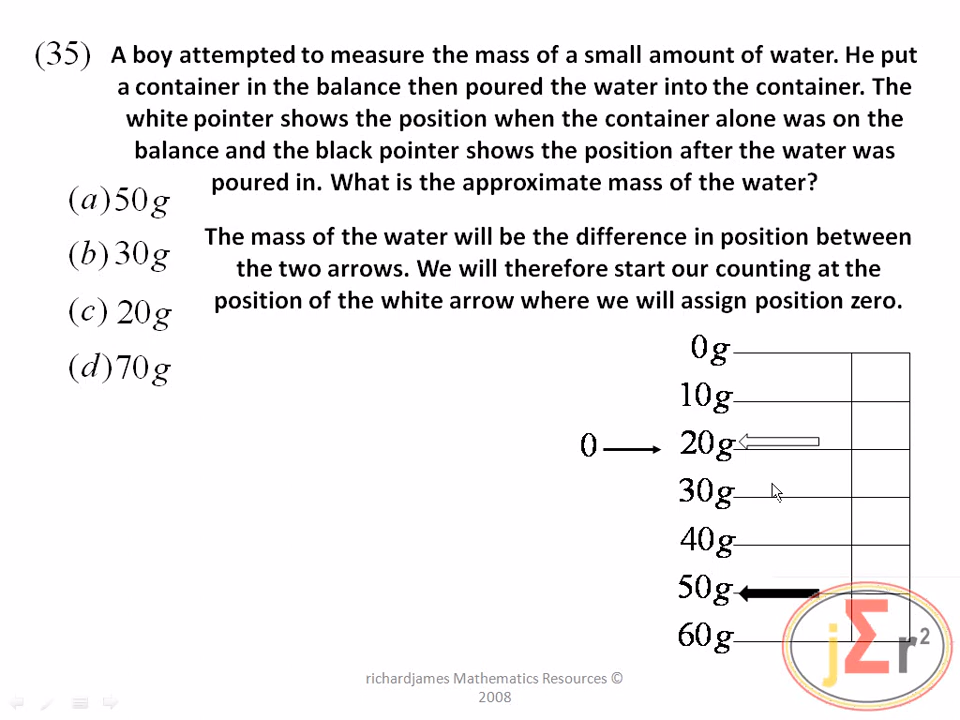 (35) A boy attempted to measure the mass of a small amount of water. He put
a container in the balance then poured the water into the container. The
white pointer shows the position when the container alone was on the
balance and the black pointer shows the position after the water was
poured in. What is the approximate mass of the water?
(a) 50g
(b) 30g
(c) 20g
(d) 70g
The mass of the water will be the difference in position between
the two arrows. We will therefore start our counting at the
position of the white arrow where we will assign position zero.
0g
10g
0 20g
30g
40g
50g
60g
jΣr²
richardjames Mathematics Resources ©
2008